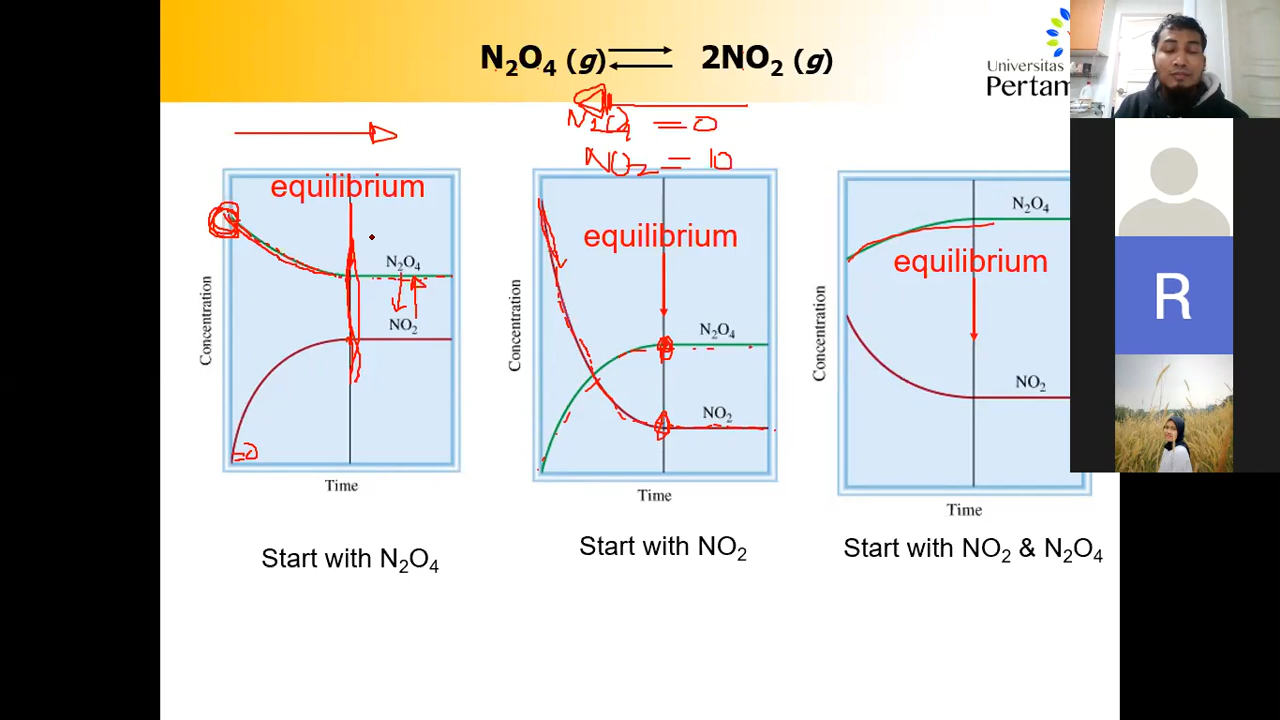 N₂O₄ (g) ⇌ 2NO₂ (g)
Universitas
Pertam
N₂O₄ = 0
NO₂ = 10
equilibrium
Concentration
N₂O₄
NO₂
=0
Time
Start with N₂O₄
equilibrium
Concentration
N₂O₄
NO₂
Time
Start with NO₂
N₂O₄
equilibrium
Concentration
NO₂
Time
Start with NO₂ & N₂O₄
R